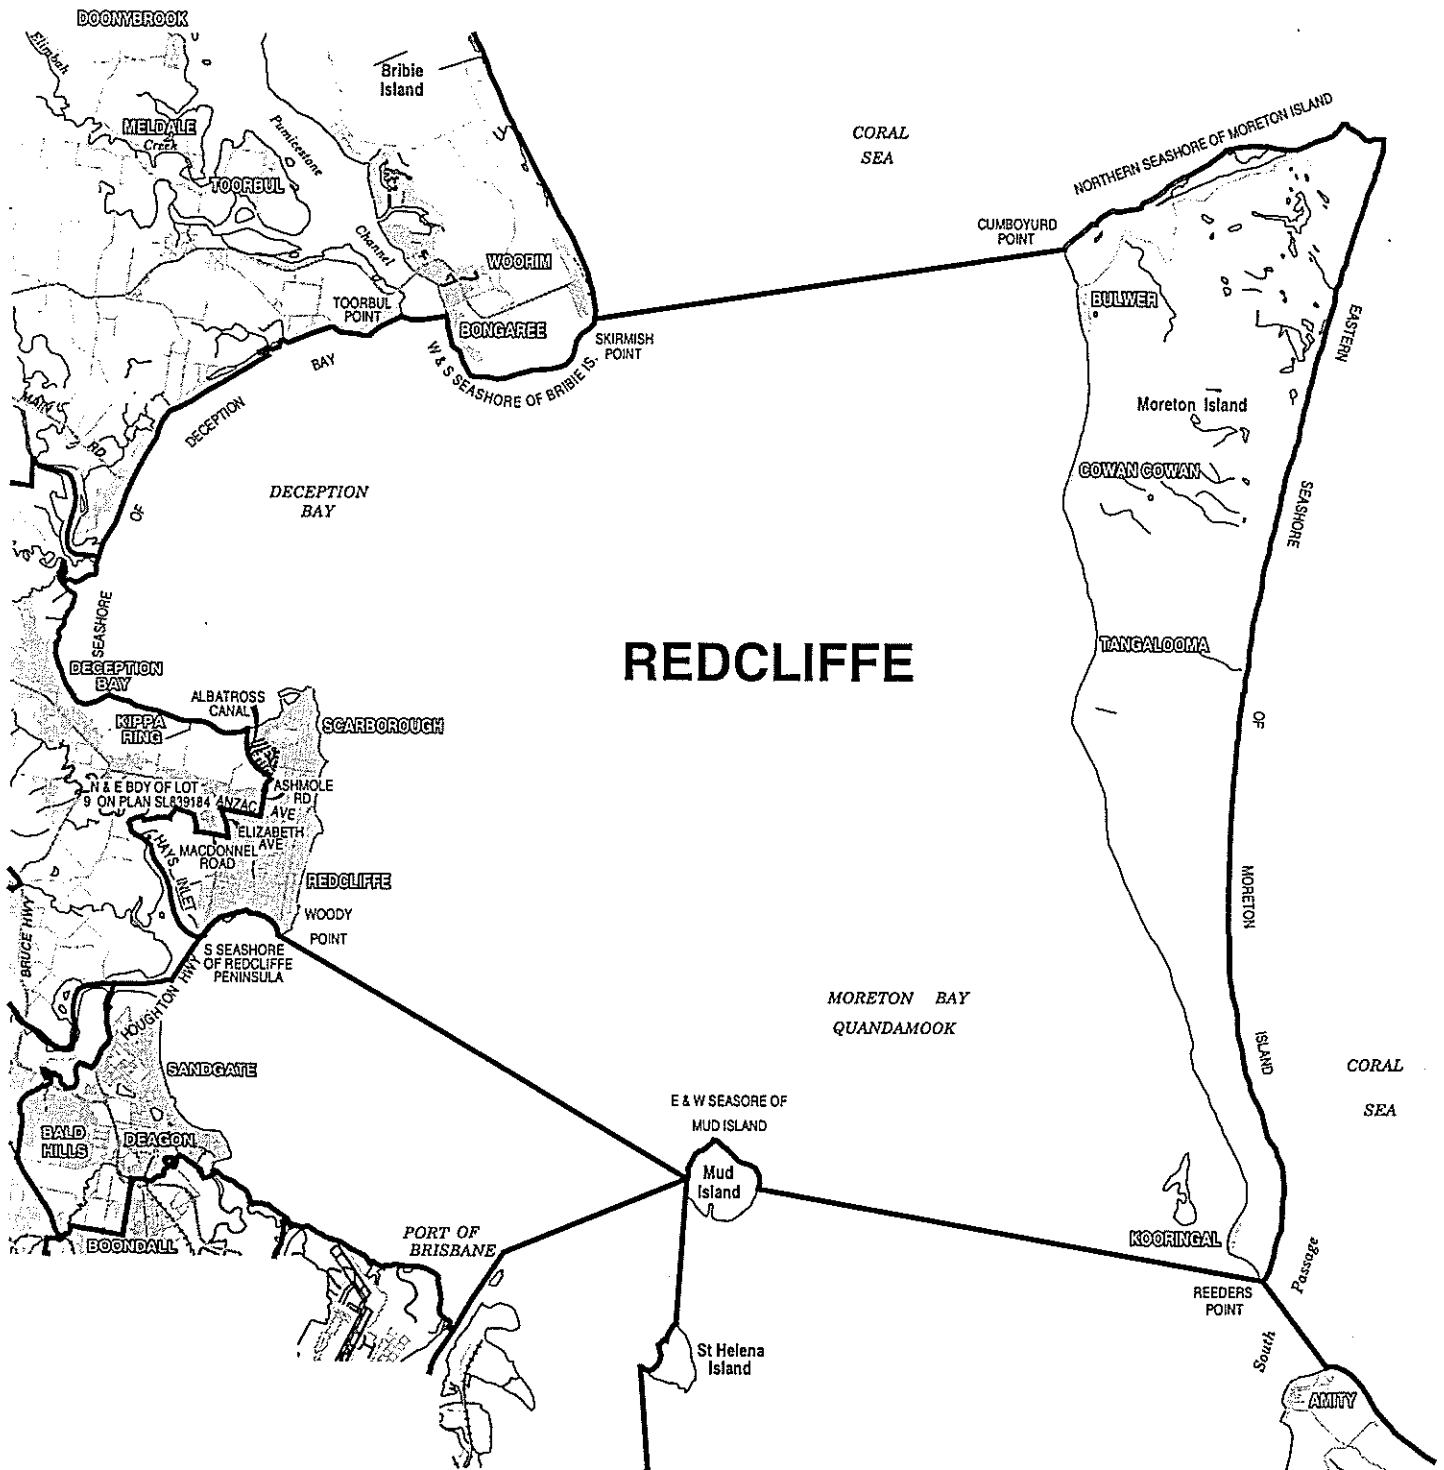 DOONYBROOK
Elimbah
Bribie
Island
MELDALE
Creek
Pumicestone
TOORBUL
Channel
WOORIM
TOORBUL
POINT
BONGAREE
SKIRMISH
POINT
W & S SEASHORE OF BRIBIE IS.
CORAL
SEA
NORTHERN SEASHORE OF MORETON ISLAND
CUMBOYURD
POINT
BULWER
EASTERN
SEASHORE
OF
MORETON
ISLAND
Moreton Island
COWAN COWAN
TANGALOOMA
BAY
DECEPTION
OF
SEASHORE
MAIN
RD
DECEPTION
BAY
REDCLIFFE
DECEPTION
BAY
ALBATROSS
CANAL
KIPPA
RING
SCARBOROUGH
N & E BDY OF LOT
9 ON PLAN SL839184
ANZAC
AVE
ASHMOLE
RD
ELIZABETH
AVE
MACDONNEL
ROAD
HAYS INLET
REDCLIFFE
WOODY
POINT
S SEASHORE
OF REDCLIFFE
PENINSULA
BRUCE HWY
HOUGHTON HWY
D
MORETON BAY
QUANDAMOOK
CORAL
SEA
SANDGATE
BALD
HILLS
DEAGON
BOONDALL
E & W SEASORE OF
MUD ISLAND
Mud
Island
PORT OF
BRISBANE
KOORINGAL
REEDERS
POINT
South Passage
St Helena
Island
AMITY